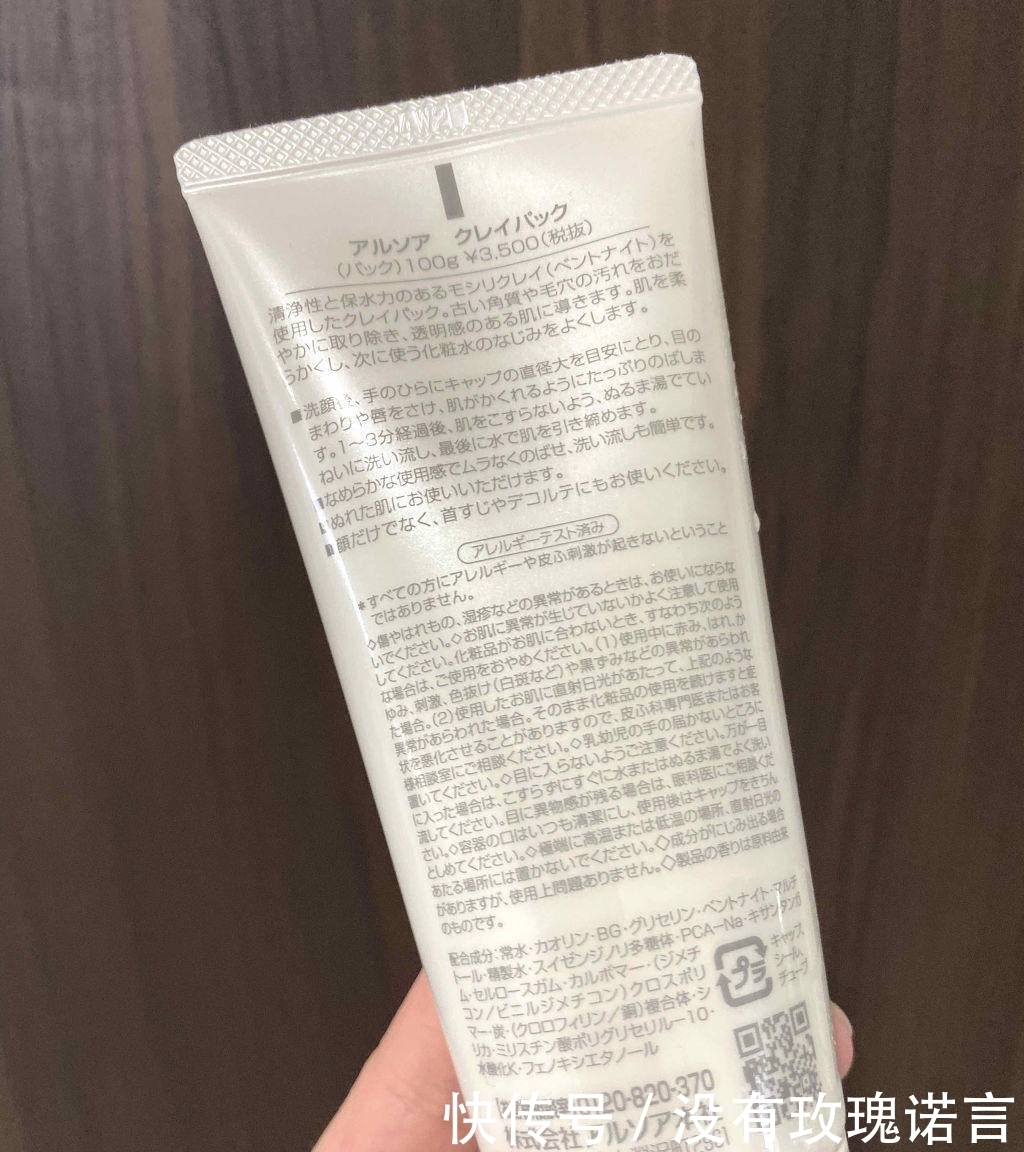 アルソア クレイパック
(パック)100g ¥3,500(税抜)
清浄性と保水力のあるモシリクレイ(ベントナイト)を
使用したクレイパック。古い角質や毛穴の汚れをおだ
やかに取り除き、透明感のある肌に導きます。肌を柔
らかくし、次に使う化粧水のなじみをよくします。
■洗顔後、手のひらにキャップの直径大を目安にとり、目の
まわりや唇をさけ、肌がかくれるようにたっぷりのばしま
す。1〜3分経過後、肌をこすらないよう、ぬるま湯でてい
ねいに洗い流し、最後に水で肌を引き締めます。
■なめらかな使用感でムラなくのばせ、洗い流しも簡単です。
■ぬれた肌にお使いいただけます。
■顔だけでなく、首すじやデコルテにもお使いください。
アレルギーテスト済み
*すべての方にアレルギーや皮ふ刺激が起きないということ
ではありません。
◇傷やはれもの、湿疹などの異常があるときは、お使いにならな
いでください。◇お肌に異常が生じていないかよく注意して使用
してください。化粧品がお肌に合わないとき、すなわち次のよう
な場合は、ご使用をおやめください。(1)使用中に赤み、はれ、か
ゆみ、刺激、色抜け(白斑など)や黒ずみなどの異常があらわれ
た場合。(2)使用したお肌に直射日光があたって、上記のような
異常があらわれた場合。そのまま化粧品の使用を続けますと症
状を悪化させることがありますので、皮ふ科専門医またはお客
様相談室にご相談ください。◇乳幼児の手の届かないところに
置いてください。◇目に入らないようご注意ください。万が一目
に入った場合は、こすらずにすぐに水またはぬるま湯でよく洗い
流してください。目に異物感が残る場合は、眼科医にご相談くだ
さい。◇容器の口はいつも清潔にし、使用後はキャップをきちん
としめてください。◇極端に高温または低温の場所、直射日光の
あたる場所には置かないでください。◇成分がにじみ出る場合
がありますが、使用上問題ありません。◇製品の香りは原料由来
のものです。
配合成分:常水・カオリン・BG・グリセリン・ベントナイト・マルチ
トール・精製水・スイゼンジノリ多糖体・PCA-Na・キサンタンガ
ム・セルロースガム・カルボマー・(ジメチ
コン/ビニルジメチコン)クロスポリ
マー・炭・(クロロフィリン/銅)複合体・シ
リカ・ミリスチン酸ポリグリセリル-10・
水酸化K・フェノキシエタノール
プラ
キャップ
シール、
チューブ
20-820-370
株式会社アルソア
快传号 / 没有玫瑰诺言